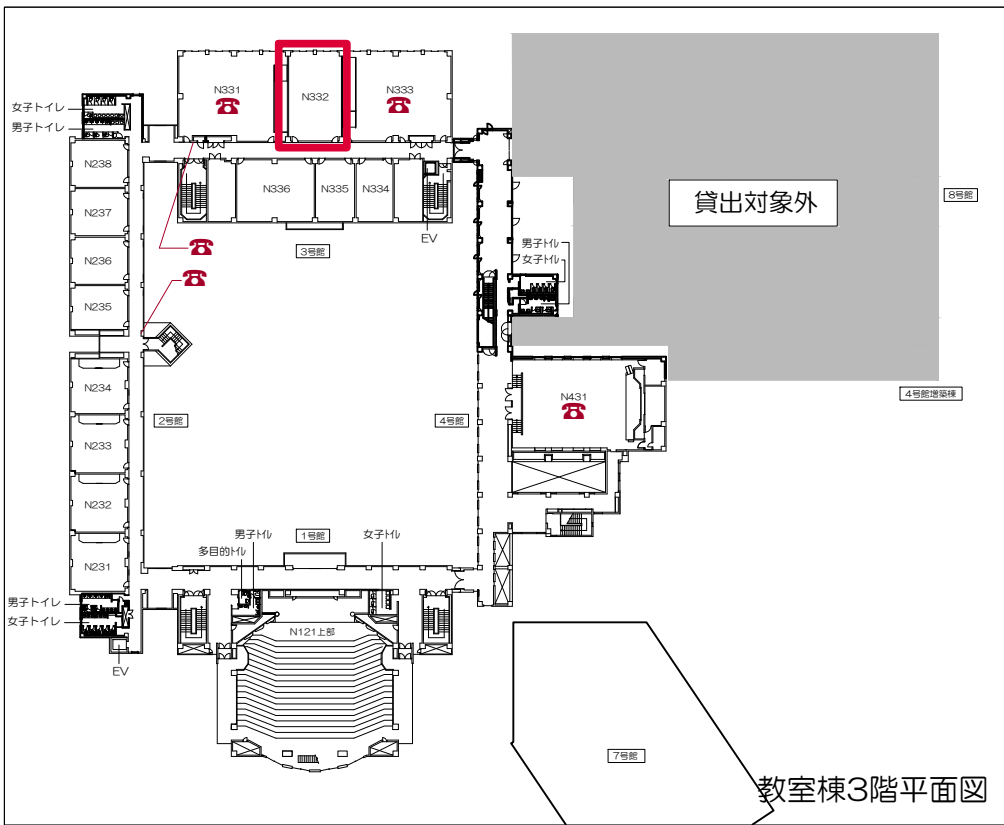 N331
N332
N333
女子トイレ
男子トイレ
N238
N237
N236
N235
N336
N335
N334
EV
3号館
貸出対象外
8号館
男子トイレ
女子トイレ
N234
N233
N232
N231
2号館
4号館
N431
4号館増築棟
1号館
男子トイレ
女子トイレ
多目的トイレ
男子トイレ
女子トイレ
EV
N121上部
7号館
教室棟3階平面図